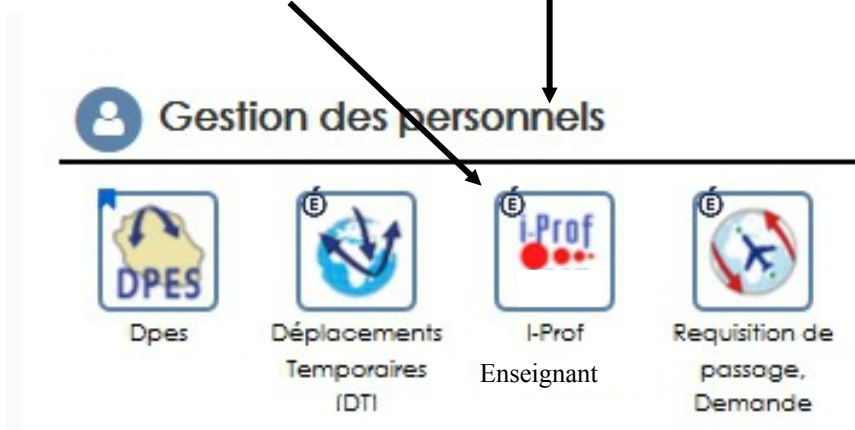 Gestion des personnels
É
É
É
DPES
i-Prof
Dpes
Déplacements
Temporaires
(DT)
I-Prof
Enseignant
Requisition de
passage,
Demande